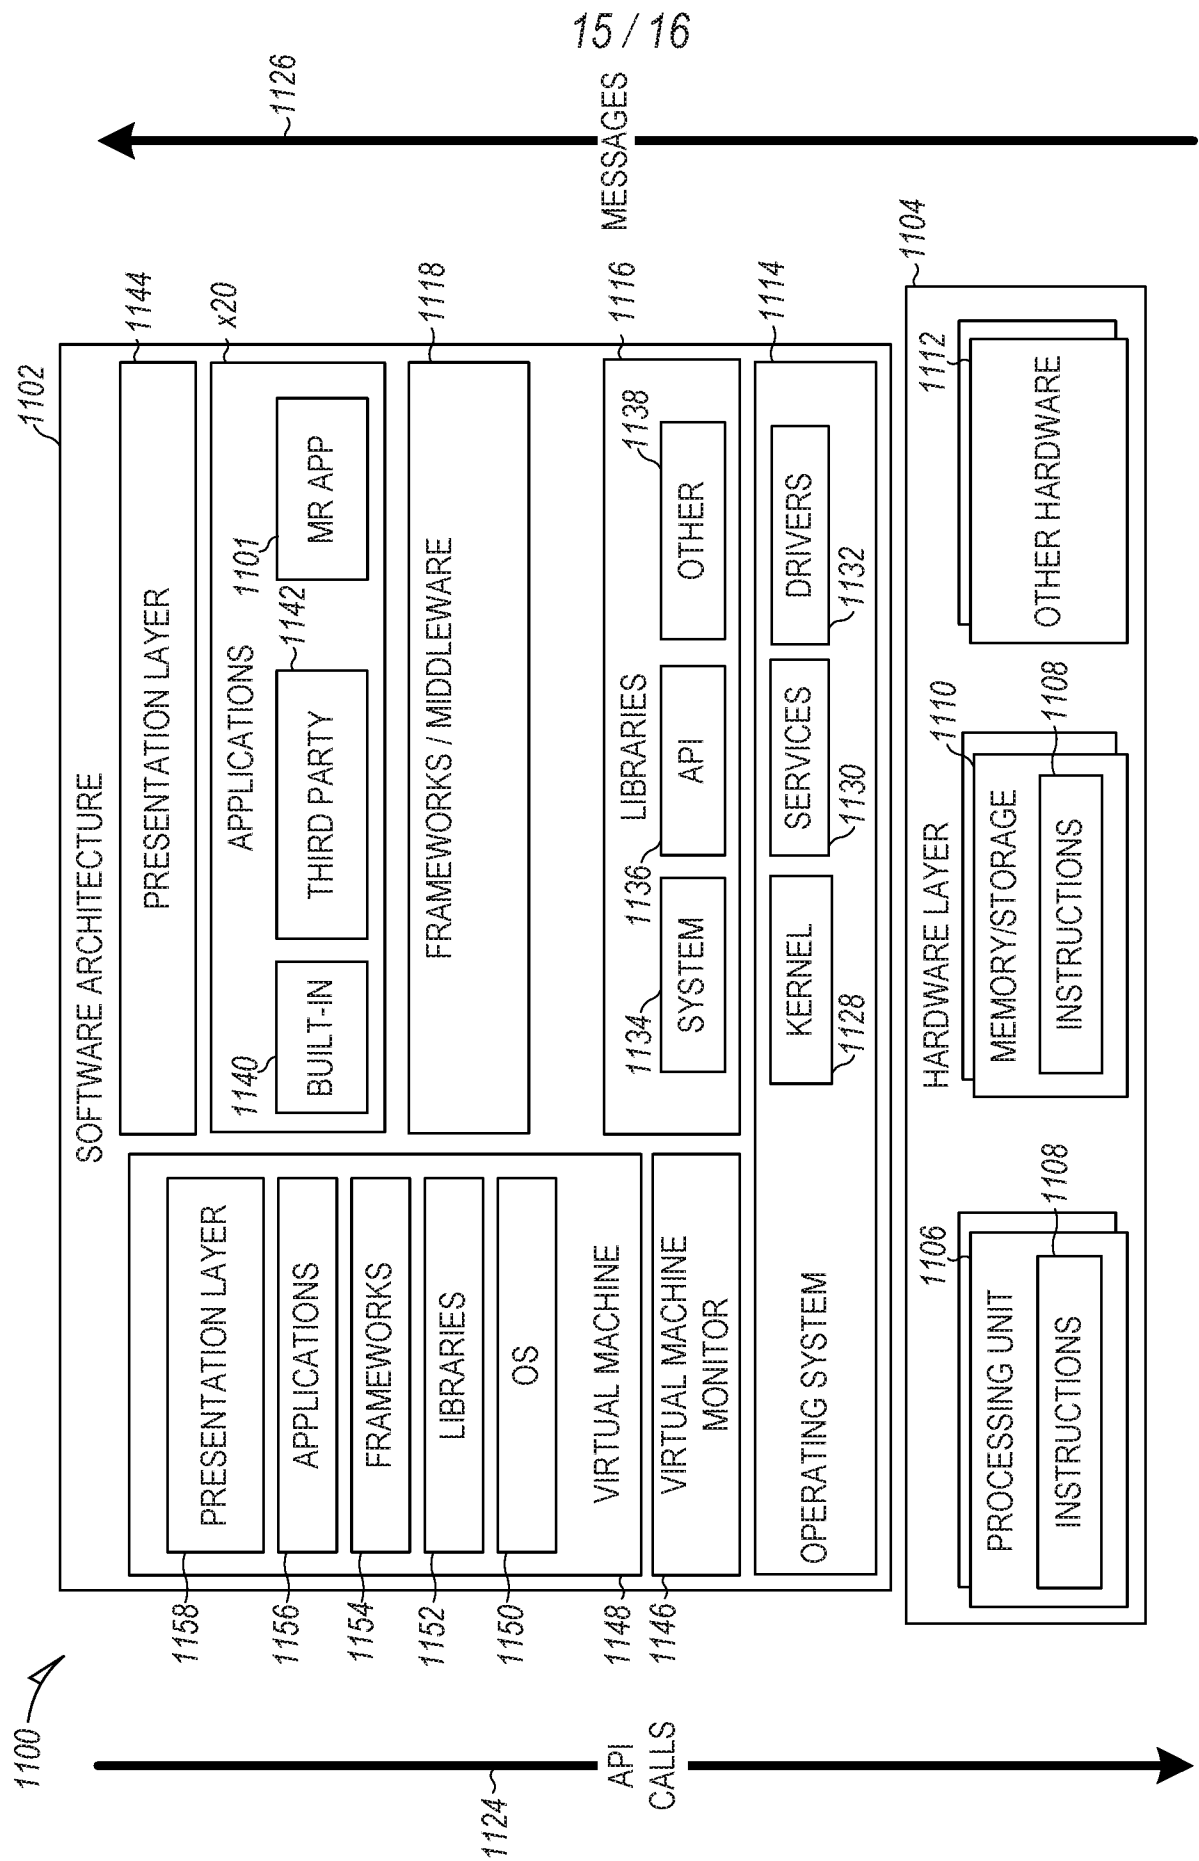 15 / 16
1100
1102
SOFTWARE ARCHITECTURE
PRESENTATION LAYER
1144
APPLICATIONS
x20
1140
BUILT-IN
THIRD PARTY
1142
1101
MR APP
FRAMEWORKS / MIDDLEWARE
1118
LIBRARIES
1116
1134
SYSTEM
1136
API
OTHER
1138
1158
PRESENTATION LAYER
1156
APPLICATIONS
1154
FRAMEWORKS
1152
LIBRARIES
1150
OS
1148
VIRTUAL MACHINE
1146
VIRTUAL MACHINE
MONITOR
OPERATING SYSTEM
1114
KERNEL
1128
SERVICES
1130
DRIVERS
1132
HARDWARE LAYER
1104
1106
PROCESSING UNIT
INSTRUCTIONS
1108
1110
MEMORY/STORAGE
INSTRUCTIONS
1108
1112
OTHER HARDWARE
1124
API
CALLS
1126
MESSAGES